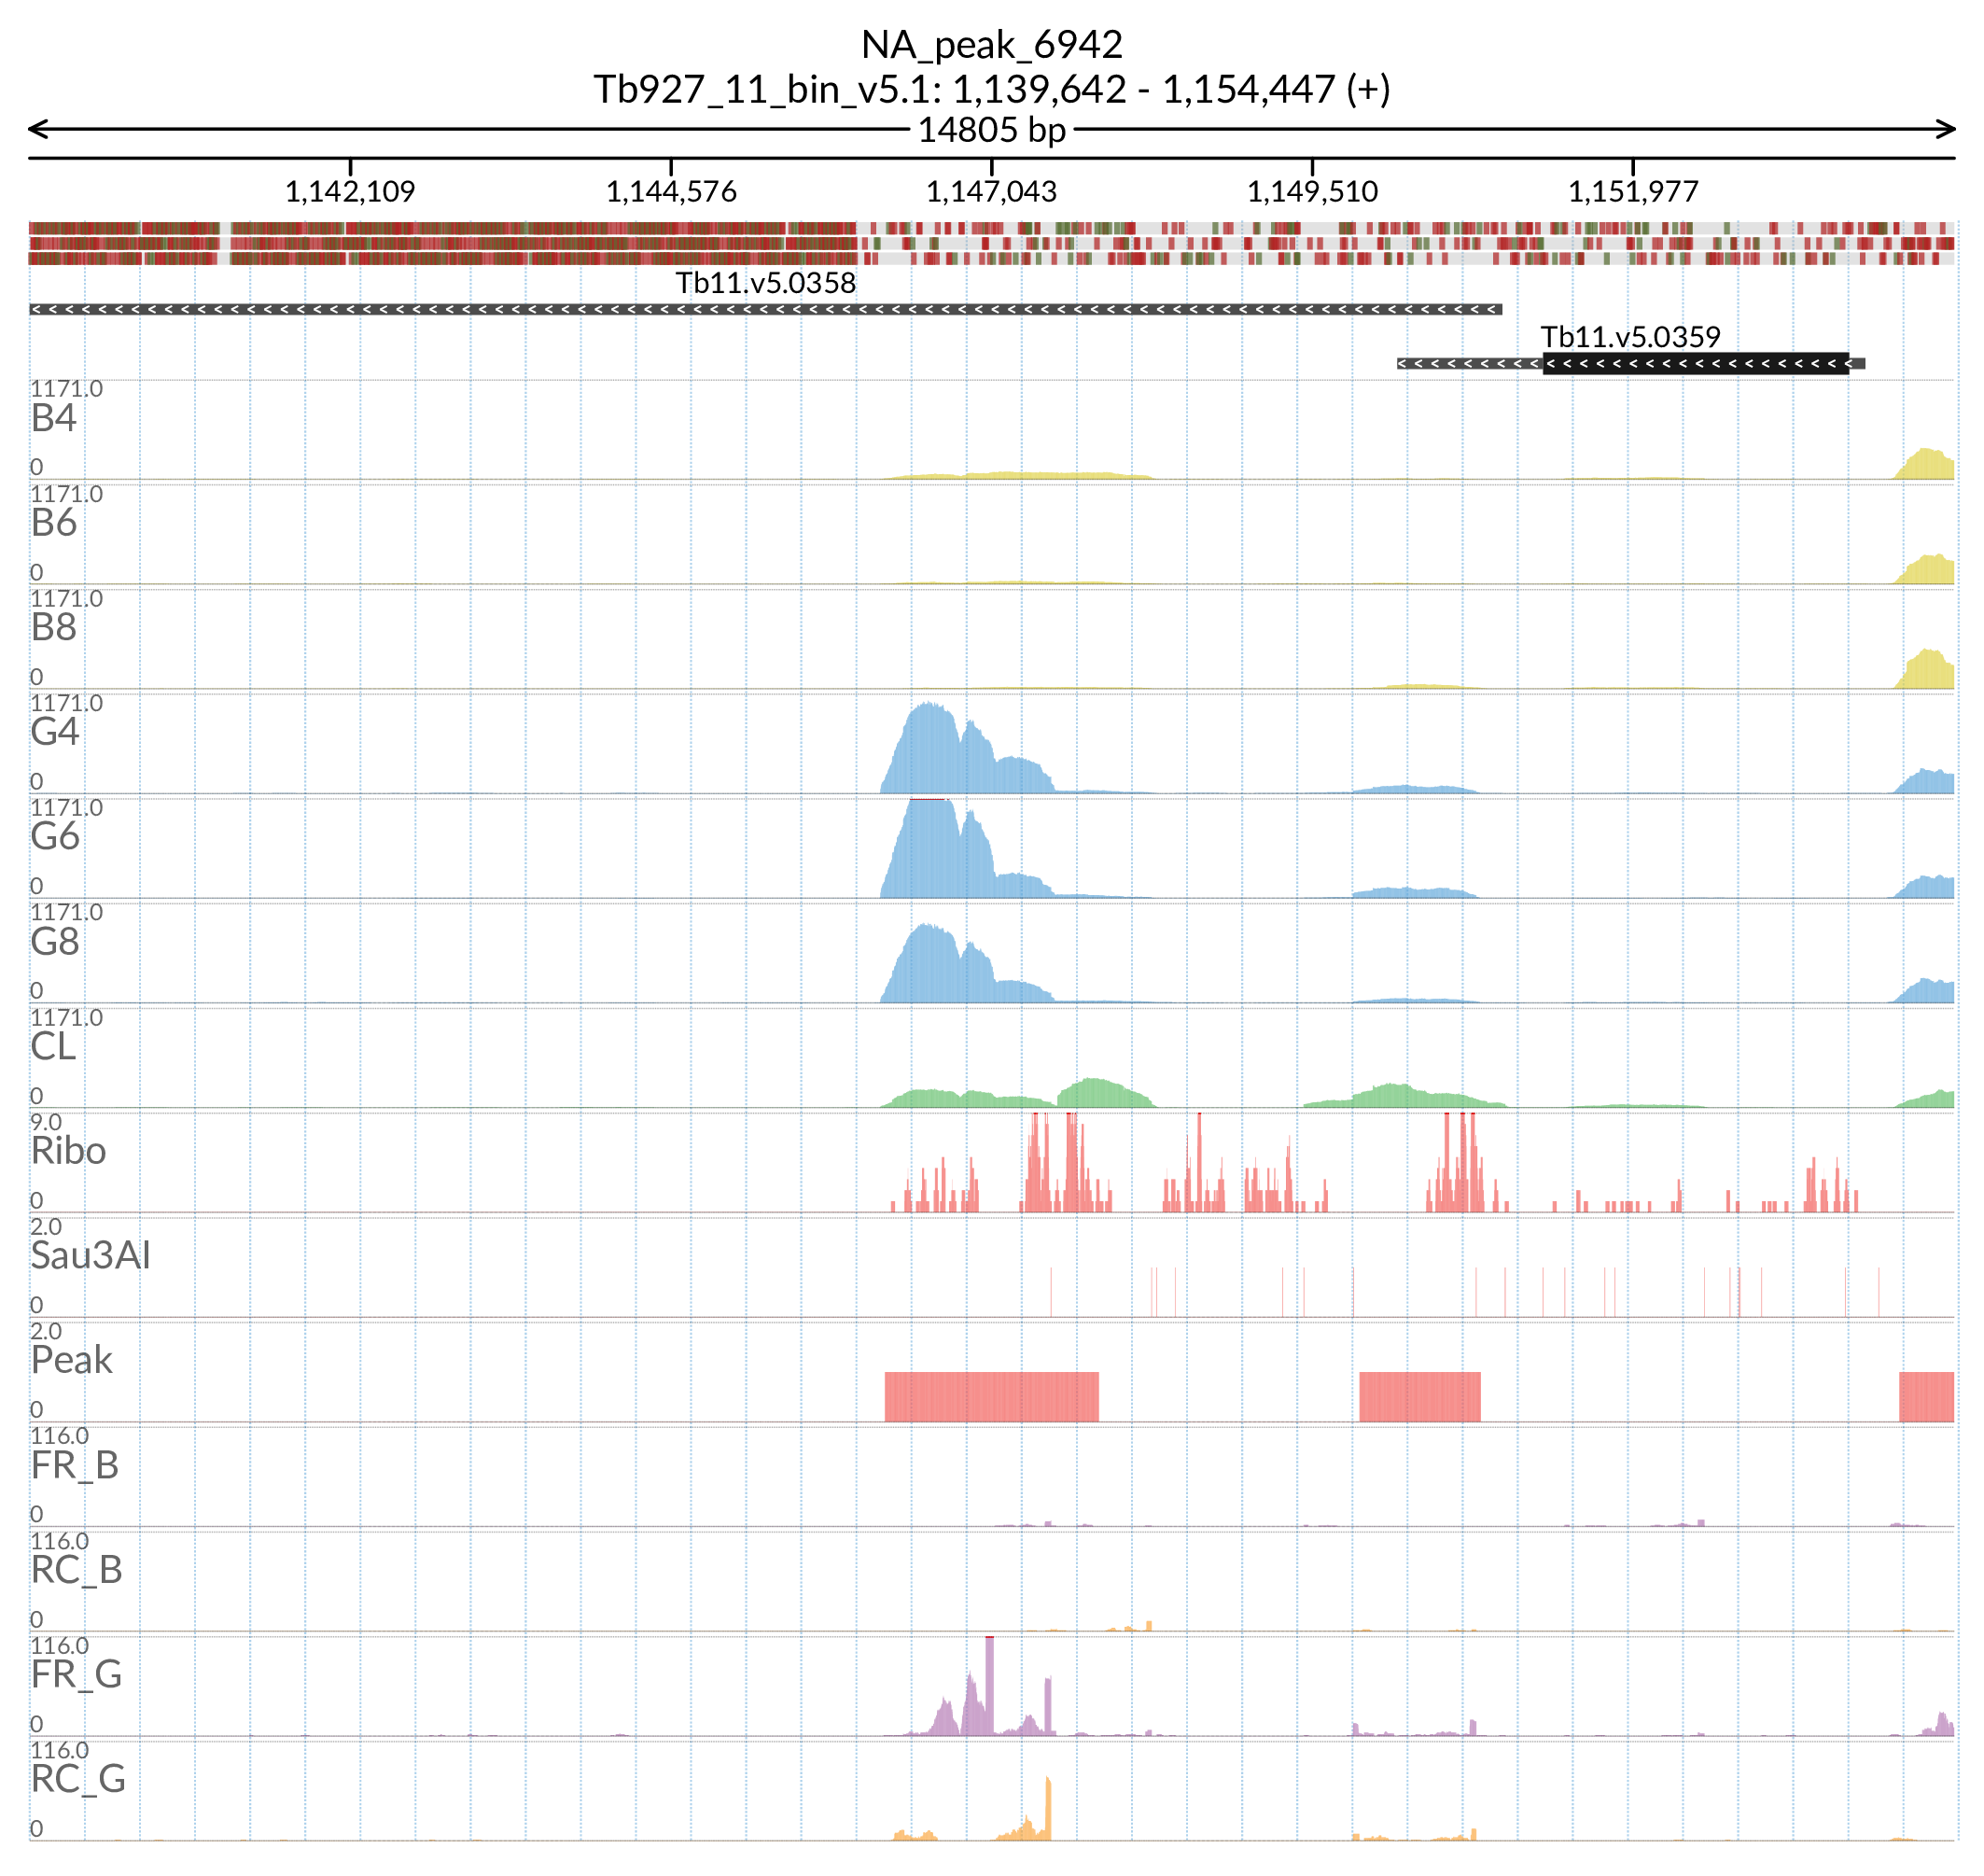 NA_peak_6942
Tb927_11_bin_v5.1: 1,139,642 - 1,154,447 (+)
14805 bp
1,142,109 1,144,576 1,147,043 1,149,510 1,151,977
Tb11.v5.0358
Tb11.v5.0359
1171.0
B4
0
1171.0
B6
0
1171.0
B8
0
1171.0
G4
0
1171.0
G6
0
1171.0
G8
0
1171.0
CL
0
9.0
Ribo
0
2.0
Sau3AI
0
2.0
Peak
0
116.0
FR_B
0
116.0
RC_B
0
116.0
FR_G
0
116.0
RC_G
0